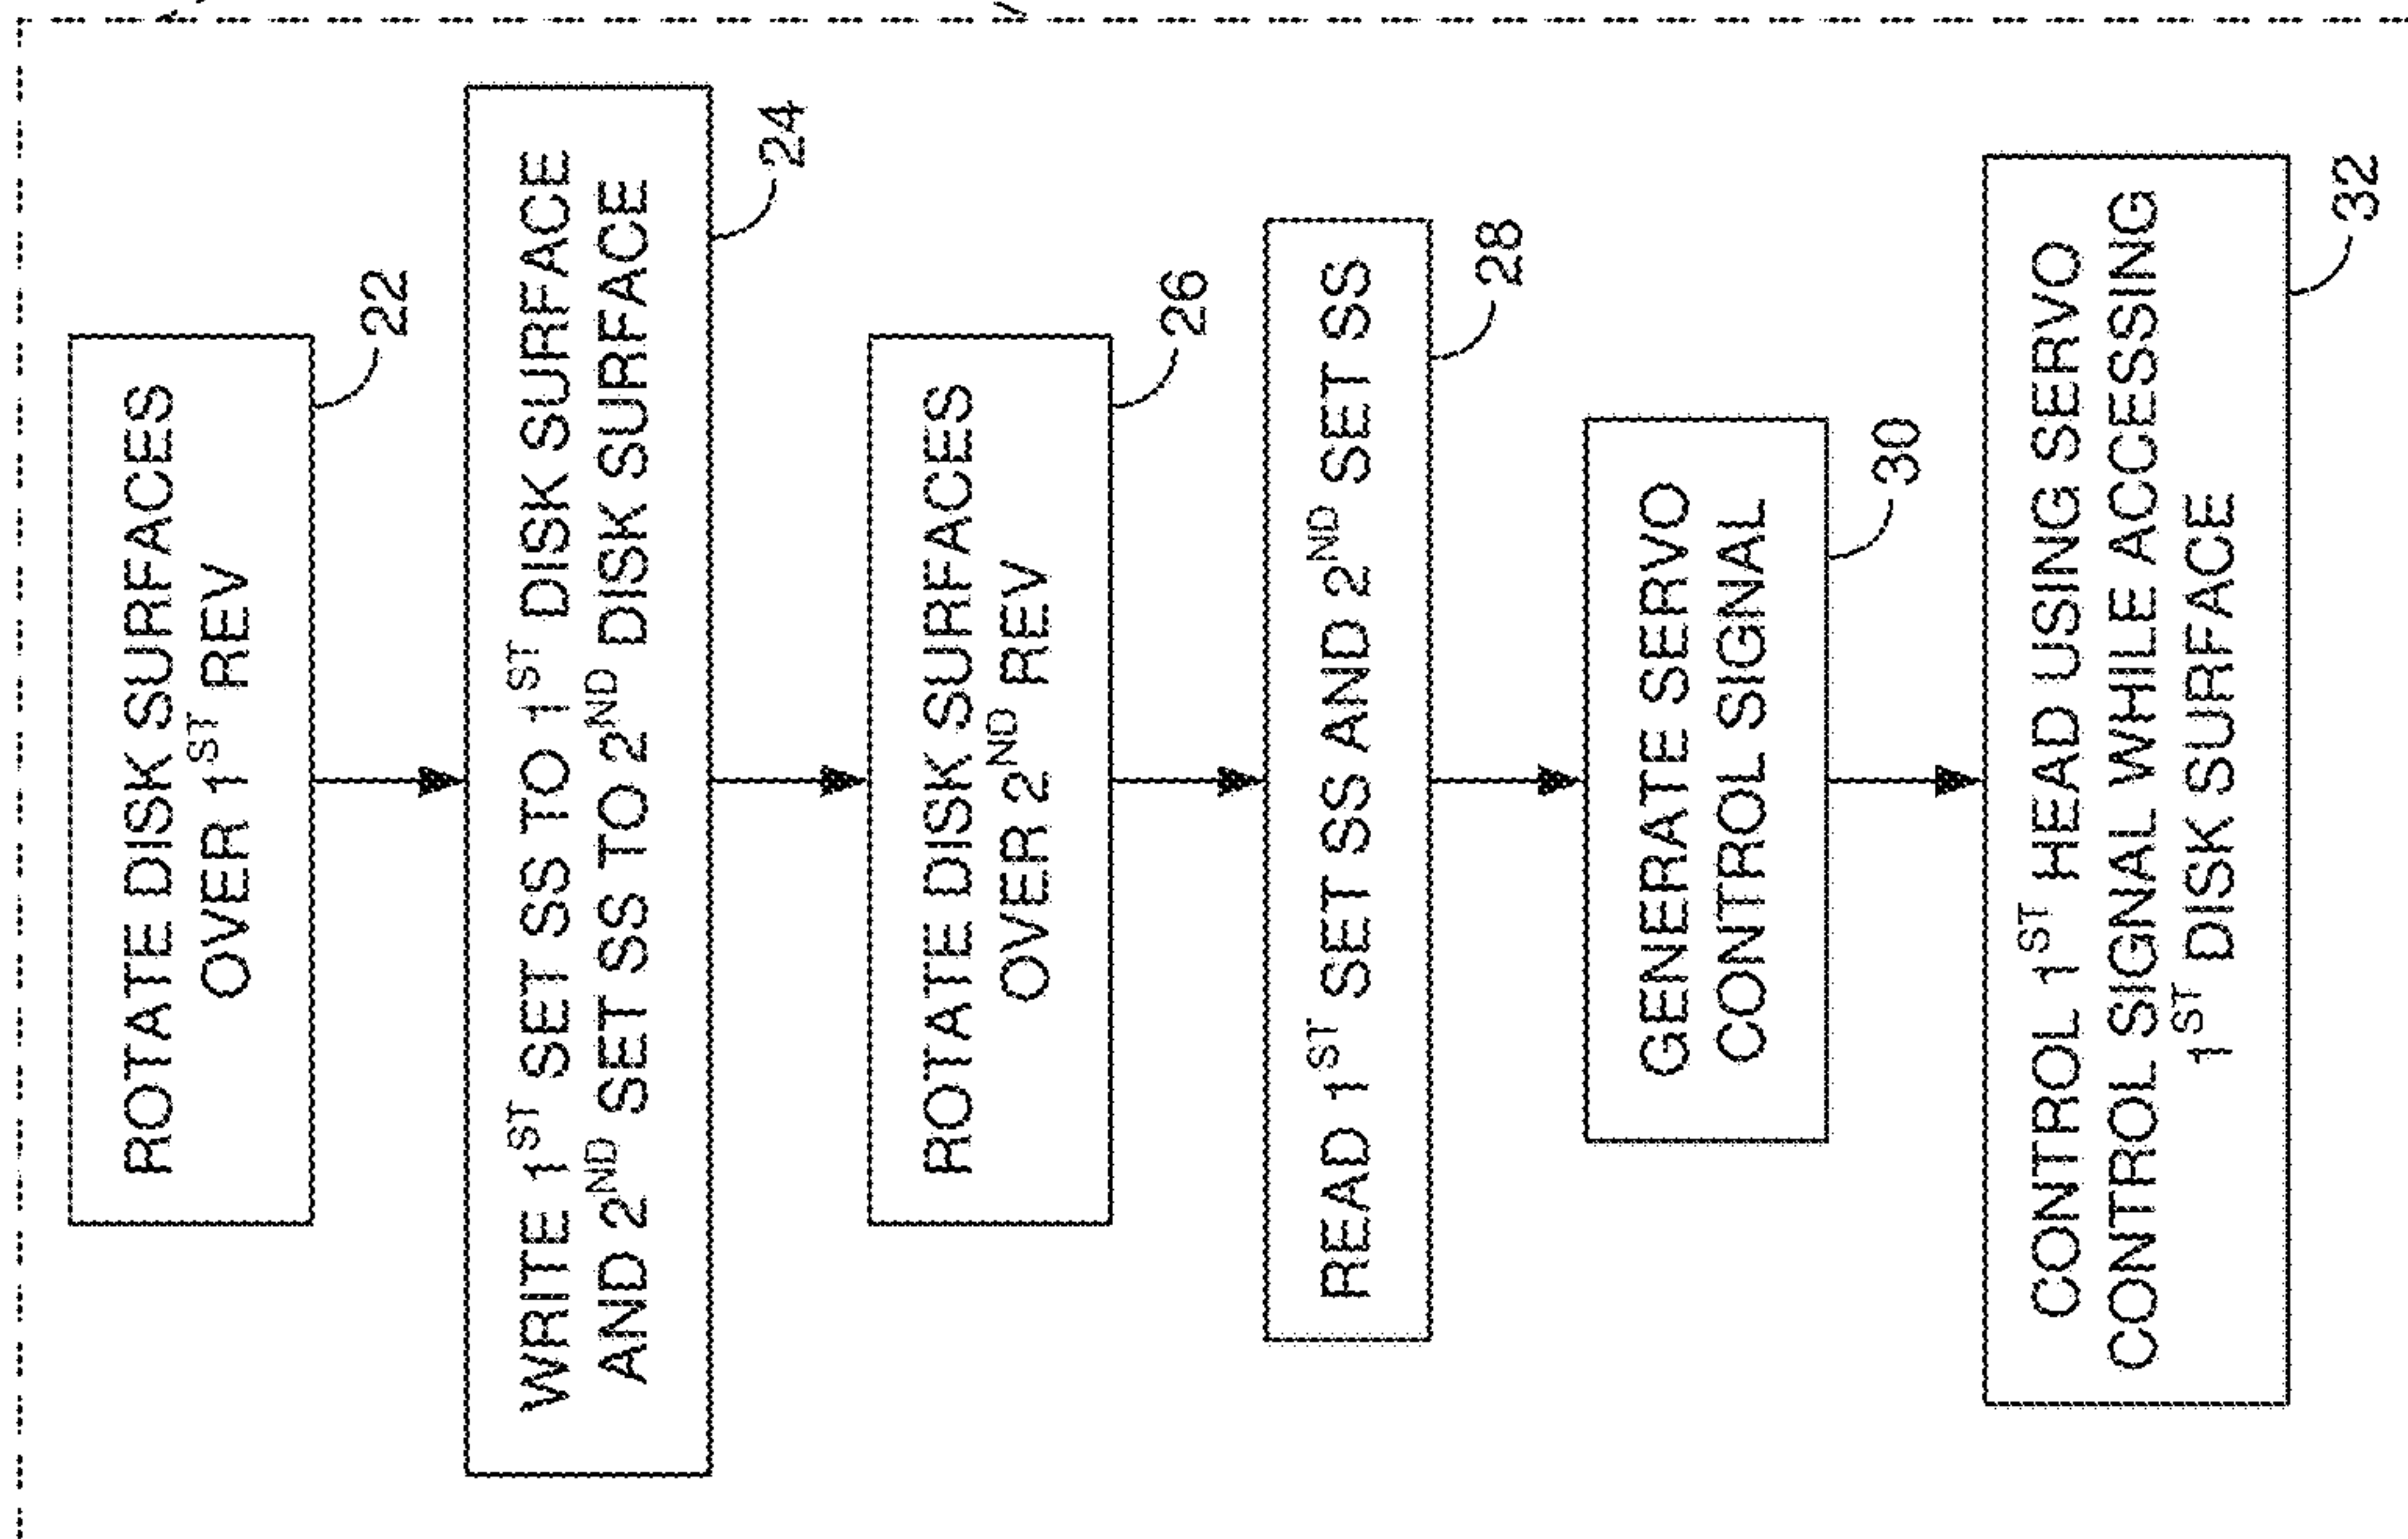 ROTATE DISK SURFACES
OVER 1ST REV
22
WRITE 1ST SET SS TO 1ST DISK SURFACE
AND 2ND SET SS TO 2ND DISK SURFACE
24
ROTATE DISK SURFACES
OVER 2ND REV
26
READ 1ST SET SS AND 2ND SET SS
28
GENERATE SERVO
CONTROL SIGNAL
30
CONTROL 1ST HEAD USING SERVO
CONTROL SIGNAL WHILE ACCESSING
1ST DISK SURFACE
32